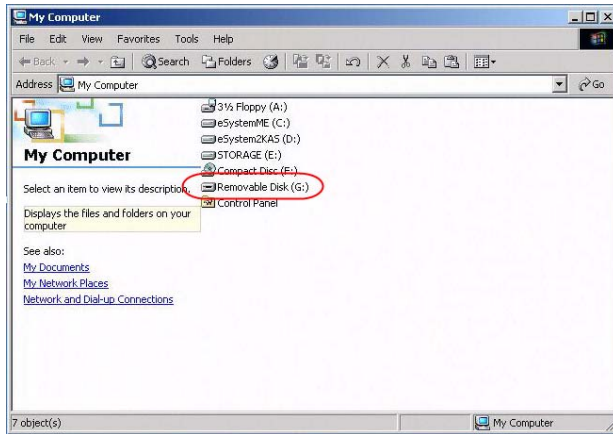 My Computer
File Edit View Favorites Tools Help
Back Search Folders
Address My Computer Go
3½ Floppy (A:)
eSystemME (C:)
eSystem2KAS (D:)
STORAGE (E:)
Compact Disc (F:)
Removable Disk (G:)
Control Panel
My Computer
Select an item to view its description.
Displays the files and folders on your
computer
See also:
My Documents
My Network Places
Network and Dial-up Connections
7 object(s) My Computer